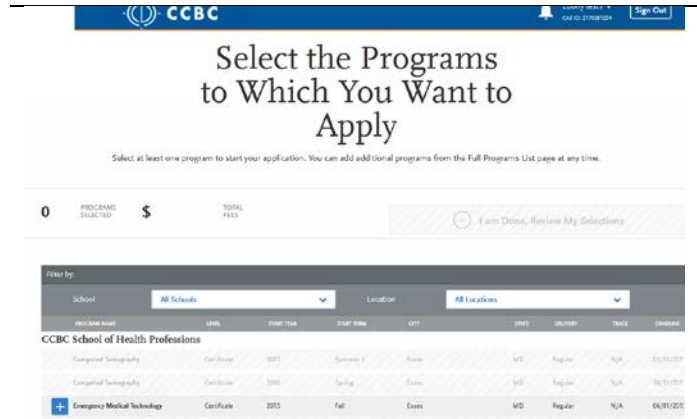 CCBC
Sign Out
Select the Programs
to Which You Want to
Apply
Select at least one program to start your application. You can add additional programs from the Full Programs List page at any time.
0 PROGRAMS SELECTED $ TOTAL FEES
I am Done, Review My Selections
Filter by:
School All Schools Location All Locations
PROGRAM NAME LEVEL START YEAR START TERM CITY STATE DELIVERY TRACK DEADLINE
CCBC School of Health Professions
Computed Tomography Certificate 2015 Essex MD Regular N/A
Computed Tomography Certificate Spring Essex MD Regular N/A
Emergency Medical Technology Certificate 2015 Fall Essex MD Regular N/A 06/01/201